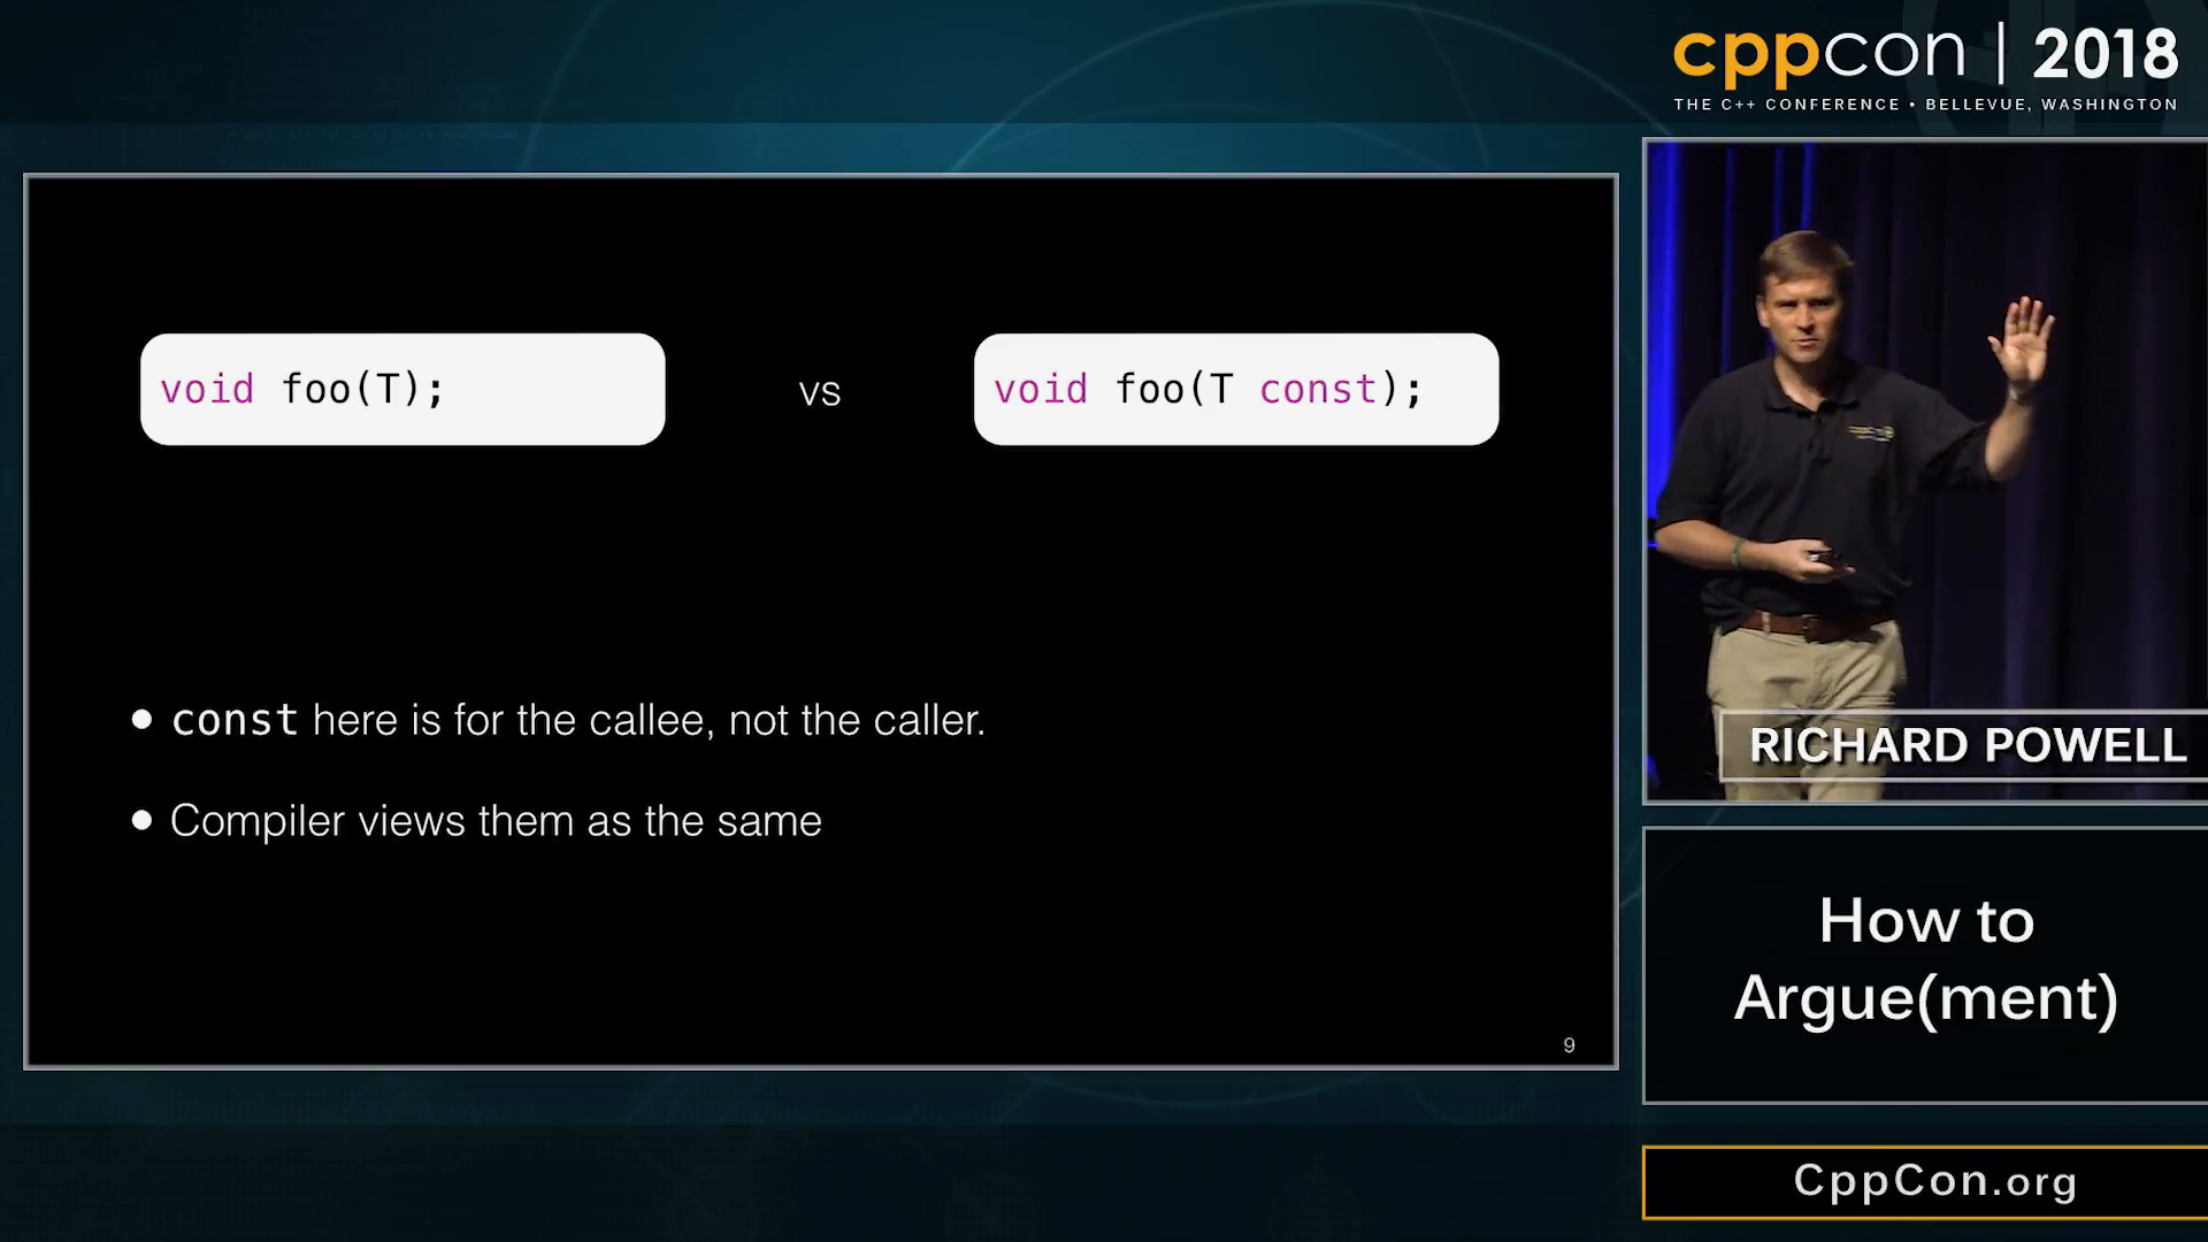 cppcon | 2018
THE C++ CONFERENCE • BELLEVUE, WASHINGTON
void foo(T);
vs
void foo(T const);
• const here is for the callee, not the caller.
• Compiler views them as the same
9
RICHARD POWELL
How to
Argue(ment)
CppCon.org